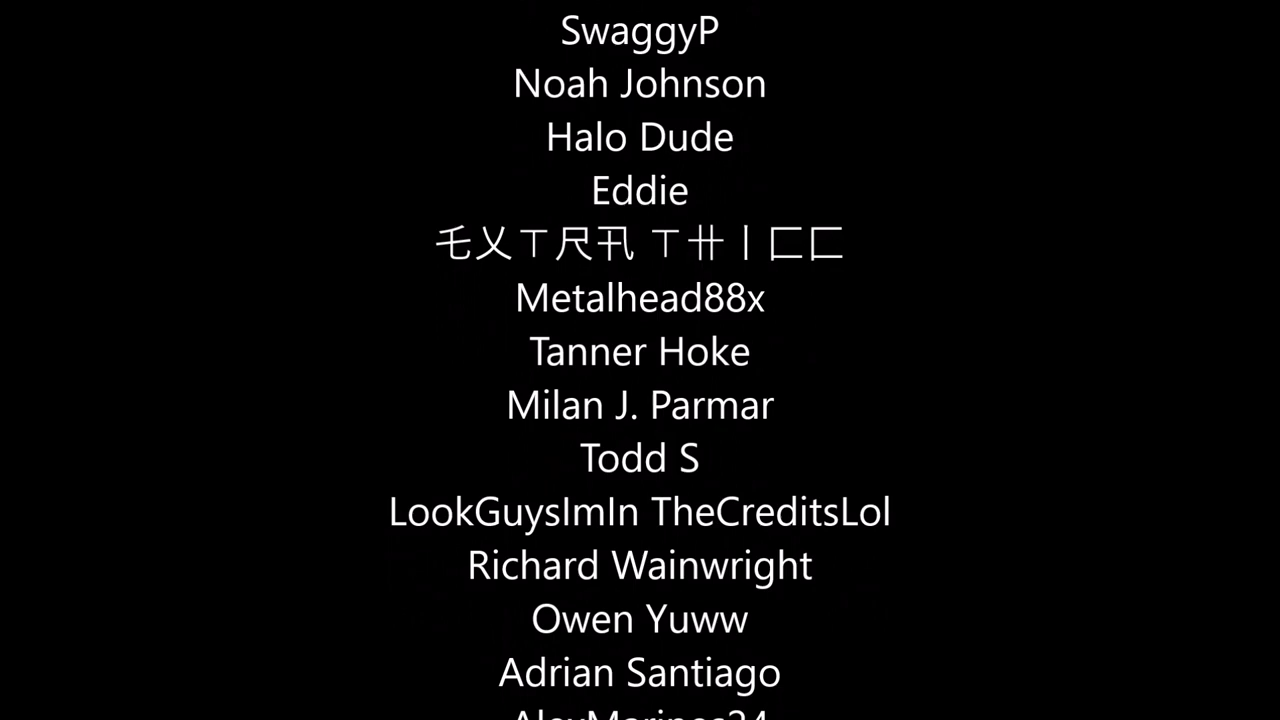 SwaggyP
Noah Johnson
Halo Dude
Eddie
乇乂丅尺卂 丅卄丨匚匚
Metalhead88x
Tanner Hoke
Milan J. Parmar
Todd S
LookGuysImIn TheCreditsLol
Richard Wainwright
Owen Yuww
Adrian Santiago